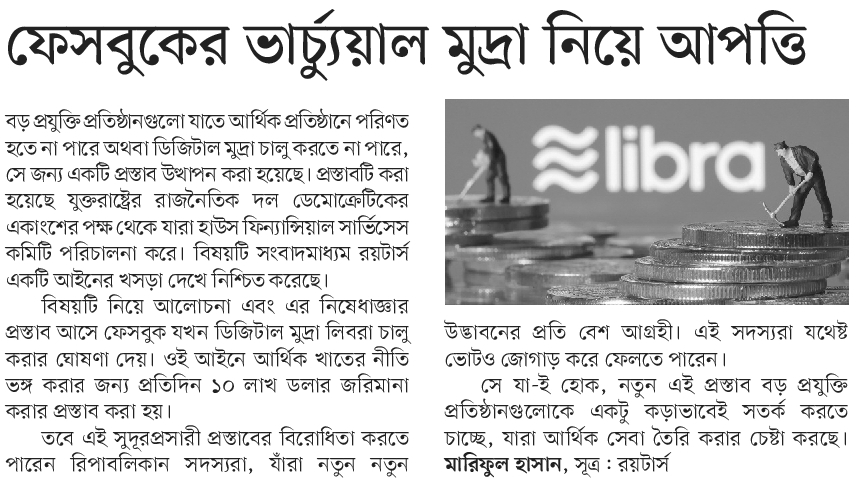 ফেসবুকের ভার্চ্যুয়াল মুদ্রা নিয়ে আপত্তি
বড় প্রযুক্তি প্রতিষ্ঠানগুলো যাতে আর্থিক প্রতিষ্ঠানে পরিণত
হতে না পারে অথবা ডিজিটাল মুদ্রা চালু করতে না পারে,
সে জন্য একটি প্রস্তাব উত্থাপন করা হয়েছে। প্রস্তাবটি করা
হয়েছে যুক্তরাষ্ট্রের রাজনৈতিক দল ডেমোক্রেটিকের
একাংশের পক্ষ থেকে যারা হাউস ফিন্যান্সিয়াল সার্ভিসেস
কমিটি পরিচালনা করে। বিষয়টি সংবাদমাধ্যম রয়টার্স
একটি আইনের খসড়া দেখে নিশ্চিত করেছে।
বিষয়টি নিয়ে আলোচনা এবং এর নিষেধাজ্ঞার
প্রস্তাব আসে ফেসবুক যখন ডিজিটাল মুদ্রা লিবরা চালু
করার ঘোষণা দেয়। ওই আইনে আর্থিক খাতের নীতি
ভঙ্গ করার জন্য প্রতিদিন ১০ লাখ ডলার জরিমানা
করার প্রস্তাব করা হয়।
তবে এই সুদূরপ্রসারী প্রস্তাবের বিরোধিতা করতে
পারেন রিপাবলিকান সদস্যরা, যাঁরা নতুন নতুন
libra
উদ্ভাবনের প্রতি বেশ আগ্রহী। এই সদস্যরা যথেষ্ট
ভোটও জোগাড় করে ফেলতে পারেন।
সে যা-ই হোক, নতুন এই প্রস্তাব বড় প্রযুক্তি
প্রতিষ্ঠানগুলোকে একটু কড়াভাবেই সতর্ক করতে
চাচ্ছে, যারা আর্থিক সেবা তৈরি করার চেষ্টা করছে।
মারিফুল হাসান, সূত্র : রয়টার্স